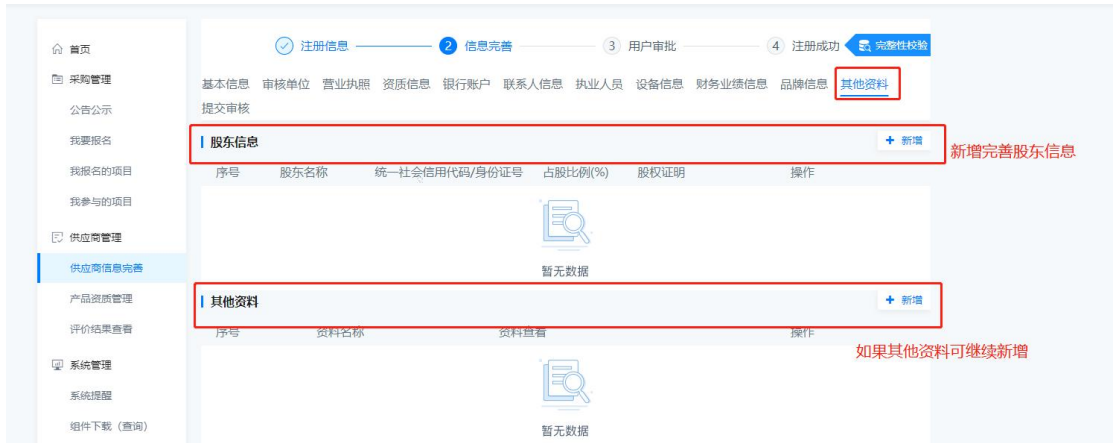 首页
采购管理
公告公示
我要报名
我报名的项目
我参与的项目
供应商管理
供应商信息完善
产品资质管理
评价结果查看
系统管理
系统提醒
组件下载（查询）
注册信息 2 信息完善 3 用户审批 4 注册成功 完整性校验
基本信息 审核单位 营业执照 资质信息 银行账户 联系人信息 执业人员 设备信息 财务业绩信息 品牌信息 其他资料
提交审核
股东信息 + 新增
新增完善股东信息
序号 股东名称 统一社会信用代码/身份证号 占股比例(%) 股权证明 操作
暂无数据
其他资料 + 新增
序号 资料名称 资料查看 操作
如果其他资料可继续新增
暂无数据